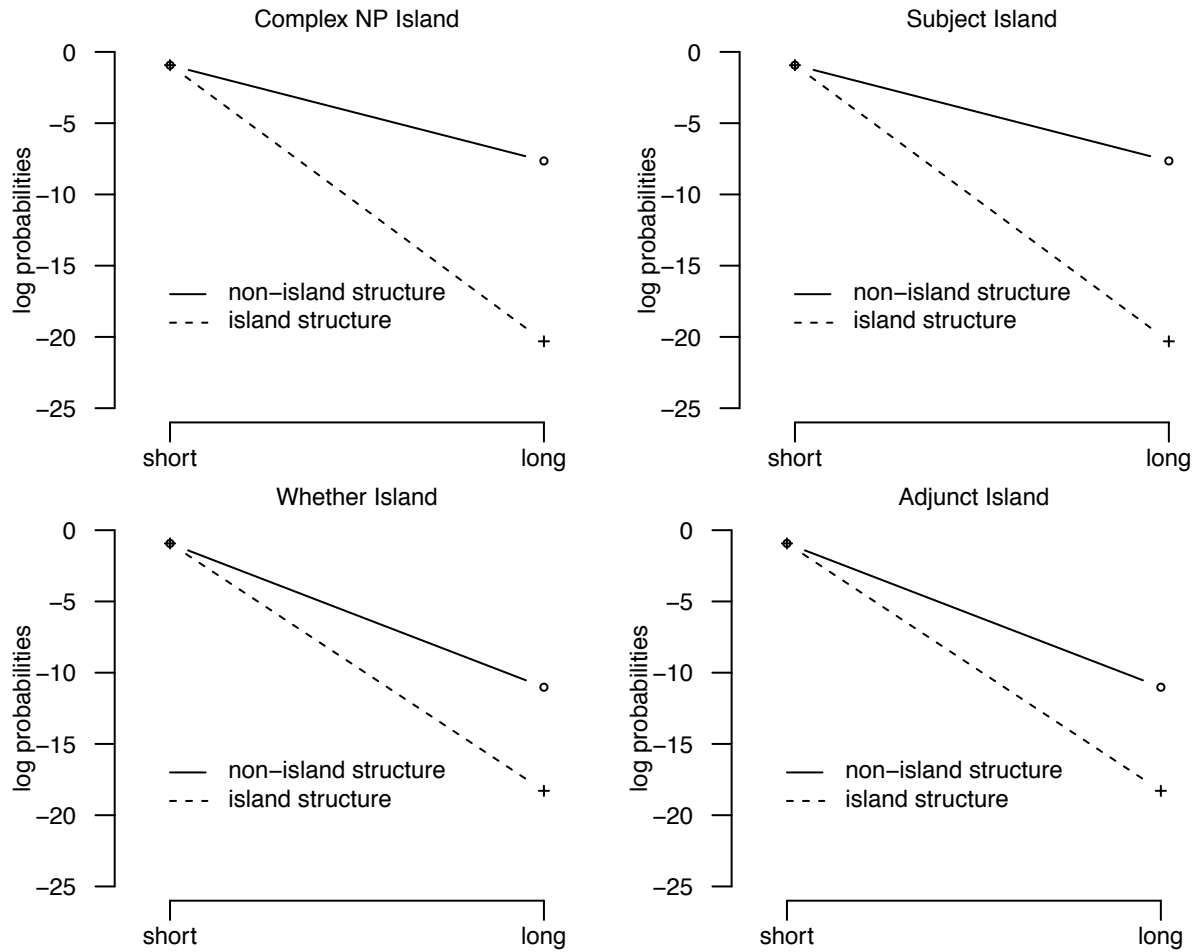 Complex NP Island
0
−5
−10
−15
−20
−25
log probabilities
non−island structure
island structure
short long
Subject Island
0
−5
−10
−15
−20
−25
log probabilities
non−island structure
island structure
short long
Whether Island
0
−5
−10
−15
−20
−25
log probabilities
non−island structure
island structure
short long
Adjunct Island
0
−5
−10
−15
−20
−25
log probabilities
non−island structure
island structure
short long